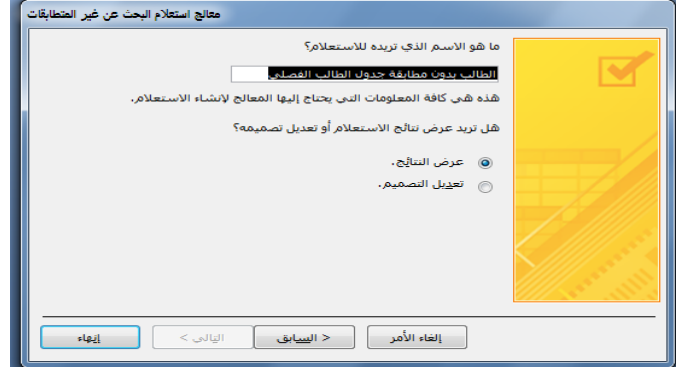 معالج استعلام البحث عن غير المتطابقات
ما هو الاسم الذي تريده للاستعلام؟
الطالب بدون مطابقة جدول الطالب الفصلي
هذه هي كافة المعلومات التي يحتاج إليها المعالج لإنشاء الاستعلام.
هل تريد عرض نتائج الاستعلام أو تعديل تصميمه؟
عرض النتائج.
تعديل التصميم.
إلغاء الأمر
< السابق
التالي >
إنهاء